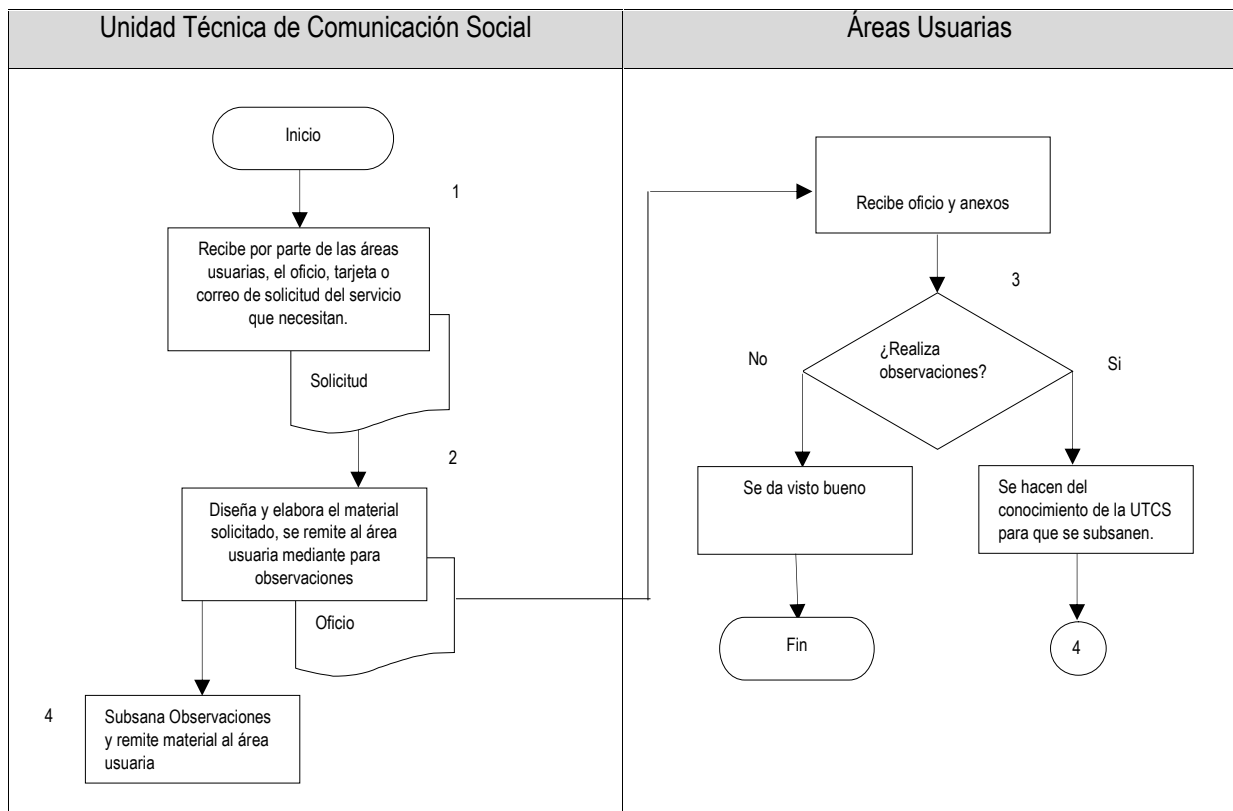 Unidad Técnica de Comunicación Social
Áreas Usuarias
Inicio
1
Recibe por parte de las áreas
usuarias, el oficio, tarjeta o
correo de solicitud del servicio
que necesitan.
Solicitud
2
Diseña y elabora el material
solicitado, se remite al área
usuaria mediante para
observaciones
Oficio
4
Subsana Observaciones
y remite material al área
usuaria
Recibe oficio y anexos
3
¿Realiza
observaciones?
No
Si
Se da visto bueno
Se hacen del
conocimiento de la UTCS
para que se subsanen.
Fin
4